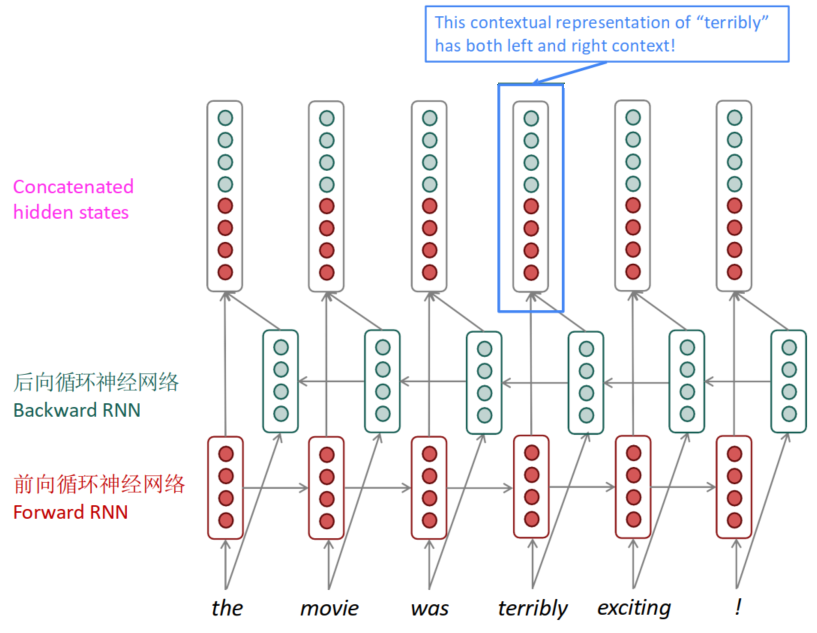 This contextual representation of “terribly”
has both left and right context!
Concatenated
hidden states
后向循环神经网络
Backward RNN
前向循环神经网络
Forward RNN
the movie was terribly exciting !